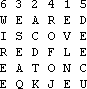 6 3 2 4 1 5
W E A R E D
I S C O V E
R E D F L E
E A T O N C
E Q K J E U